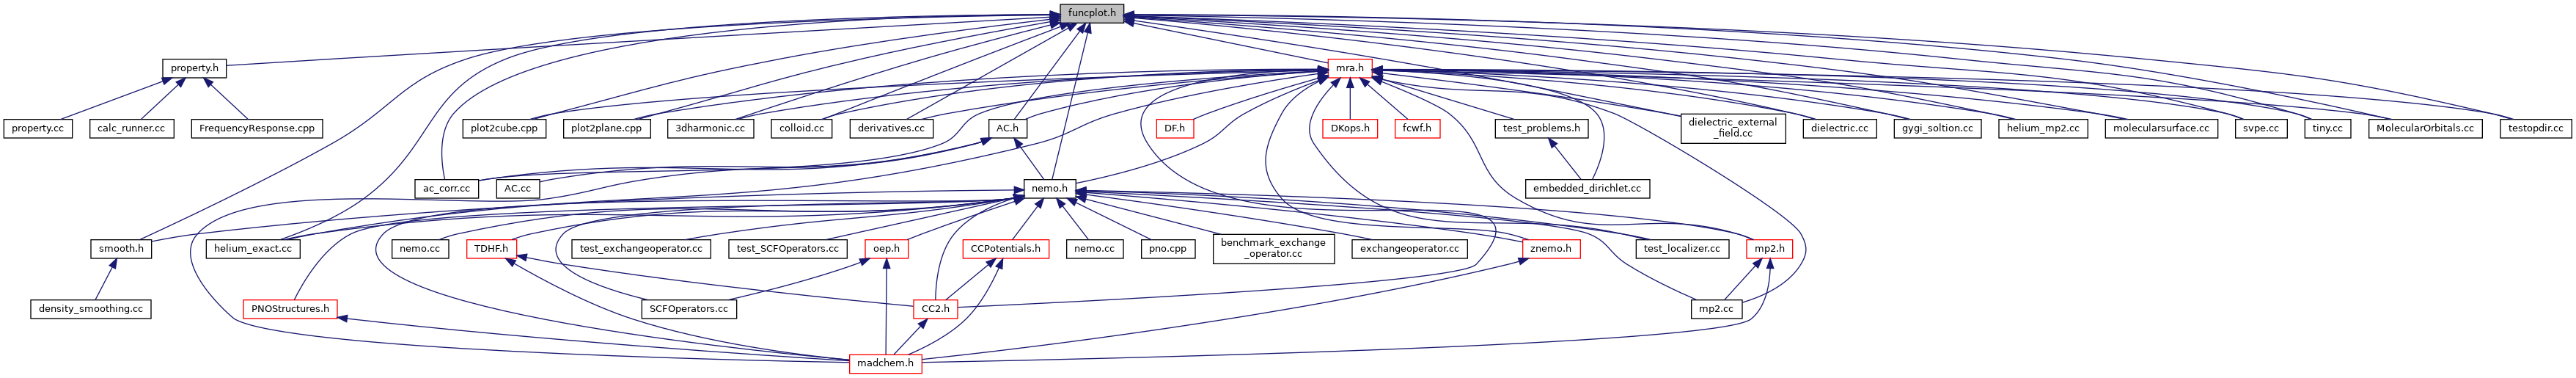 funcplot.h
property.h
mra.h
property.cc
calc_runner.cc
FrequencyResponse.cpp
plot2cube.cpp
plot2plane.cpp
3dharmonic.cc
colloid.cc
derivatives.cc
AC.h
DF.h
DKops.h
fcwf.h
test_problems.h
dielectric_external
_field.cc
dielectric.cc
gygi_soltion.cc
helium_mp2.cc
molecularsurface.cc
svpe.cc
tiny.cc
MolecularOrbitals.cc
testopdir.cc
ac_corr.cc
AC.cc
nemo.h
embedded_dirichlet.cc
smooth.h
helium_exact.cc
nemo.cc
TDHF.h
test_exchangeoperator.cc
test_SCFOperators.cc
oep.h
CCPotentials.h
nemo.cc
pno.cpp
benchmark_exchange
_operator.cc
exchangeoperator.cc
znemo.h
test_localizer.cc
mp2.h
density_smoothing.cc
PNOStructures.h
SCFOperators.cc
CC2.h
mp2.cc
madchem.h